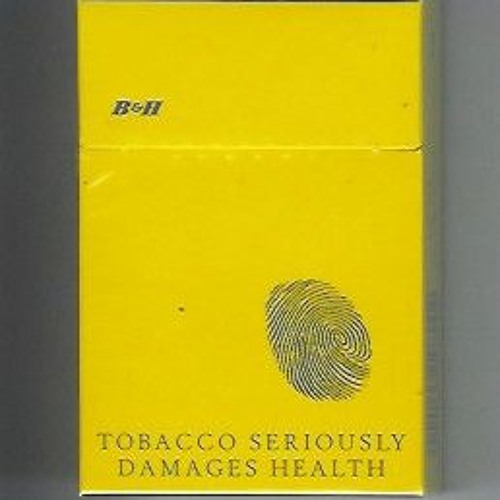 B&H
TOBACCO SERIOUSLY
DAMAGES HEALTH